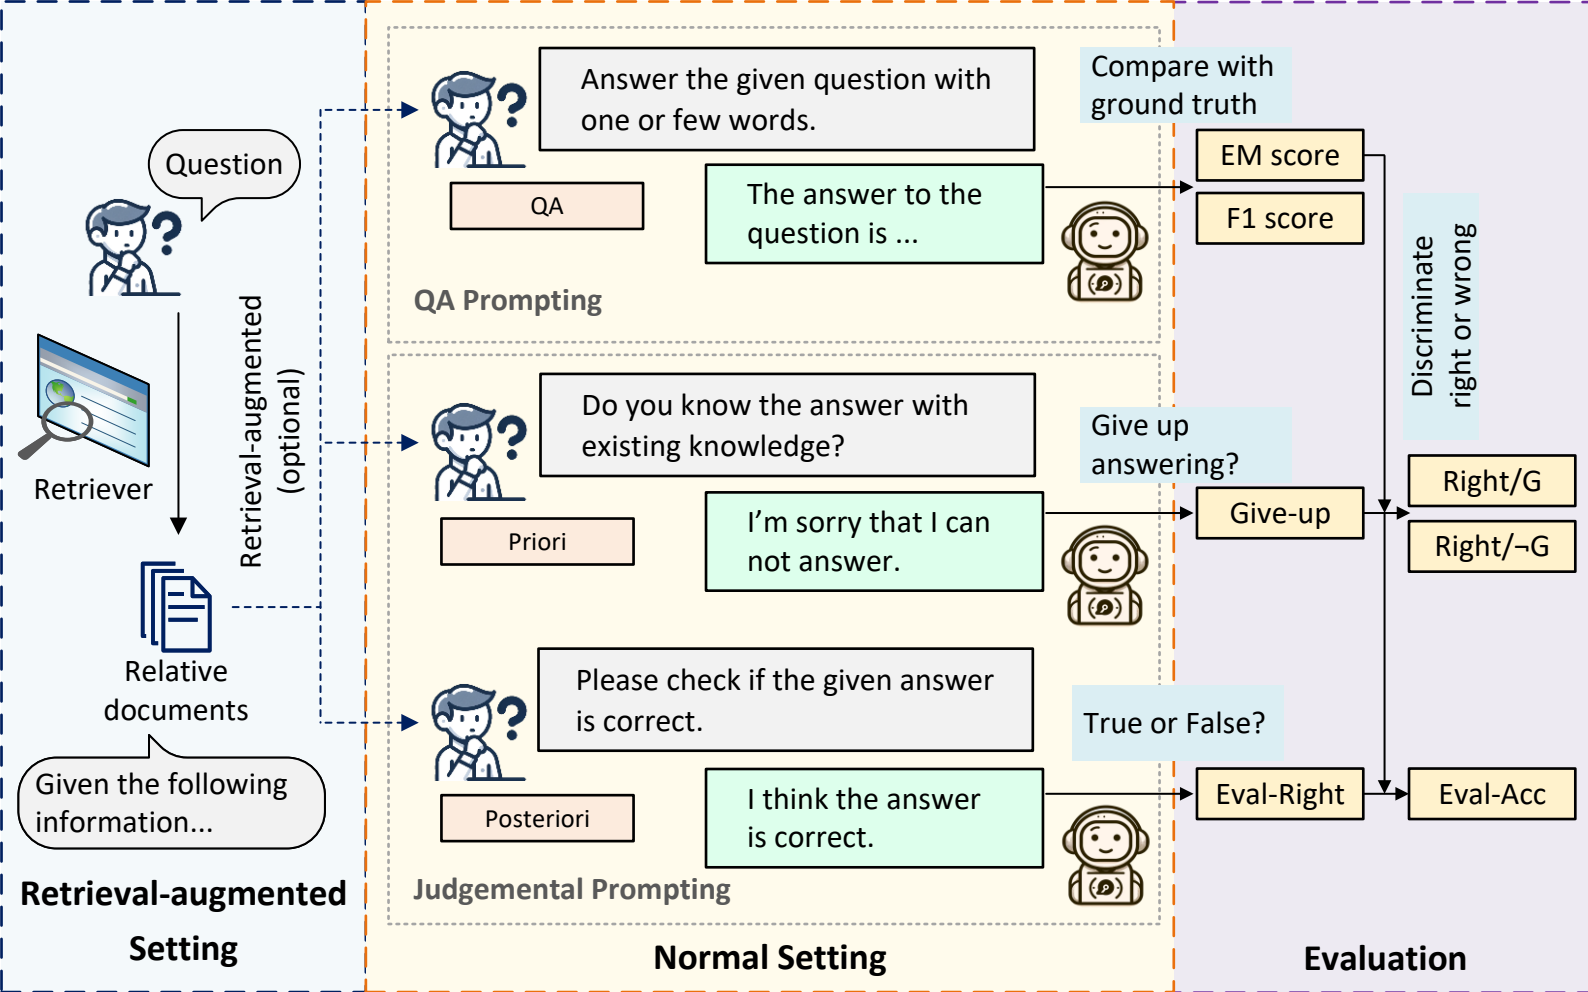 Question
Retriever
Retrieval-augmented
(optional)
Relative
documents
Given the following
information...
Retrieval-augmented
Setting
Answer the given question with
one or few words.
QA
The answer to the
question is ...
QA Prompting
Do you know the answer with
existing knowledge?
Priori
I'm sorry that I can
not answer.
Please check if the given answer
is correct.
Posteriori
I think the answer
is correct.
Judgemental Prompting
Normal Setting
Compare with
ground truth
EM score
F1 score
Discriminate
right or wrong
Give up
answering?
Give-up
Right/G
Right/¬G
True or False?
Eval-Right
Eval-Acc
Evaluation